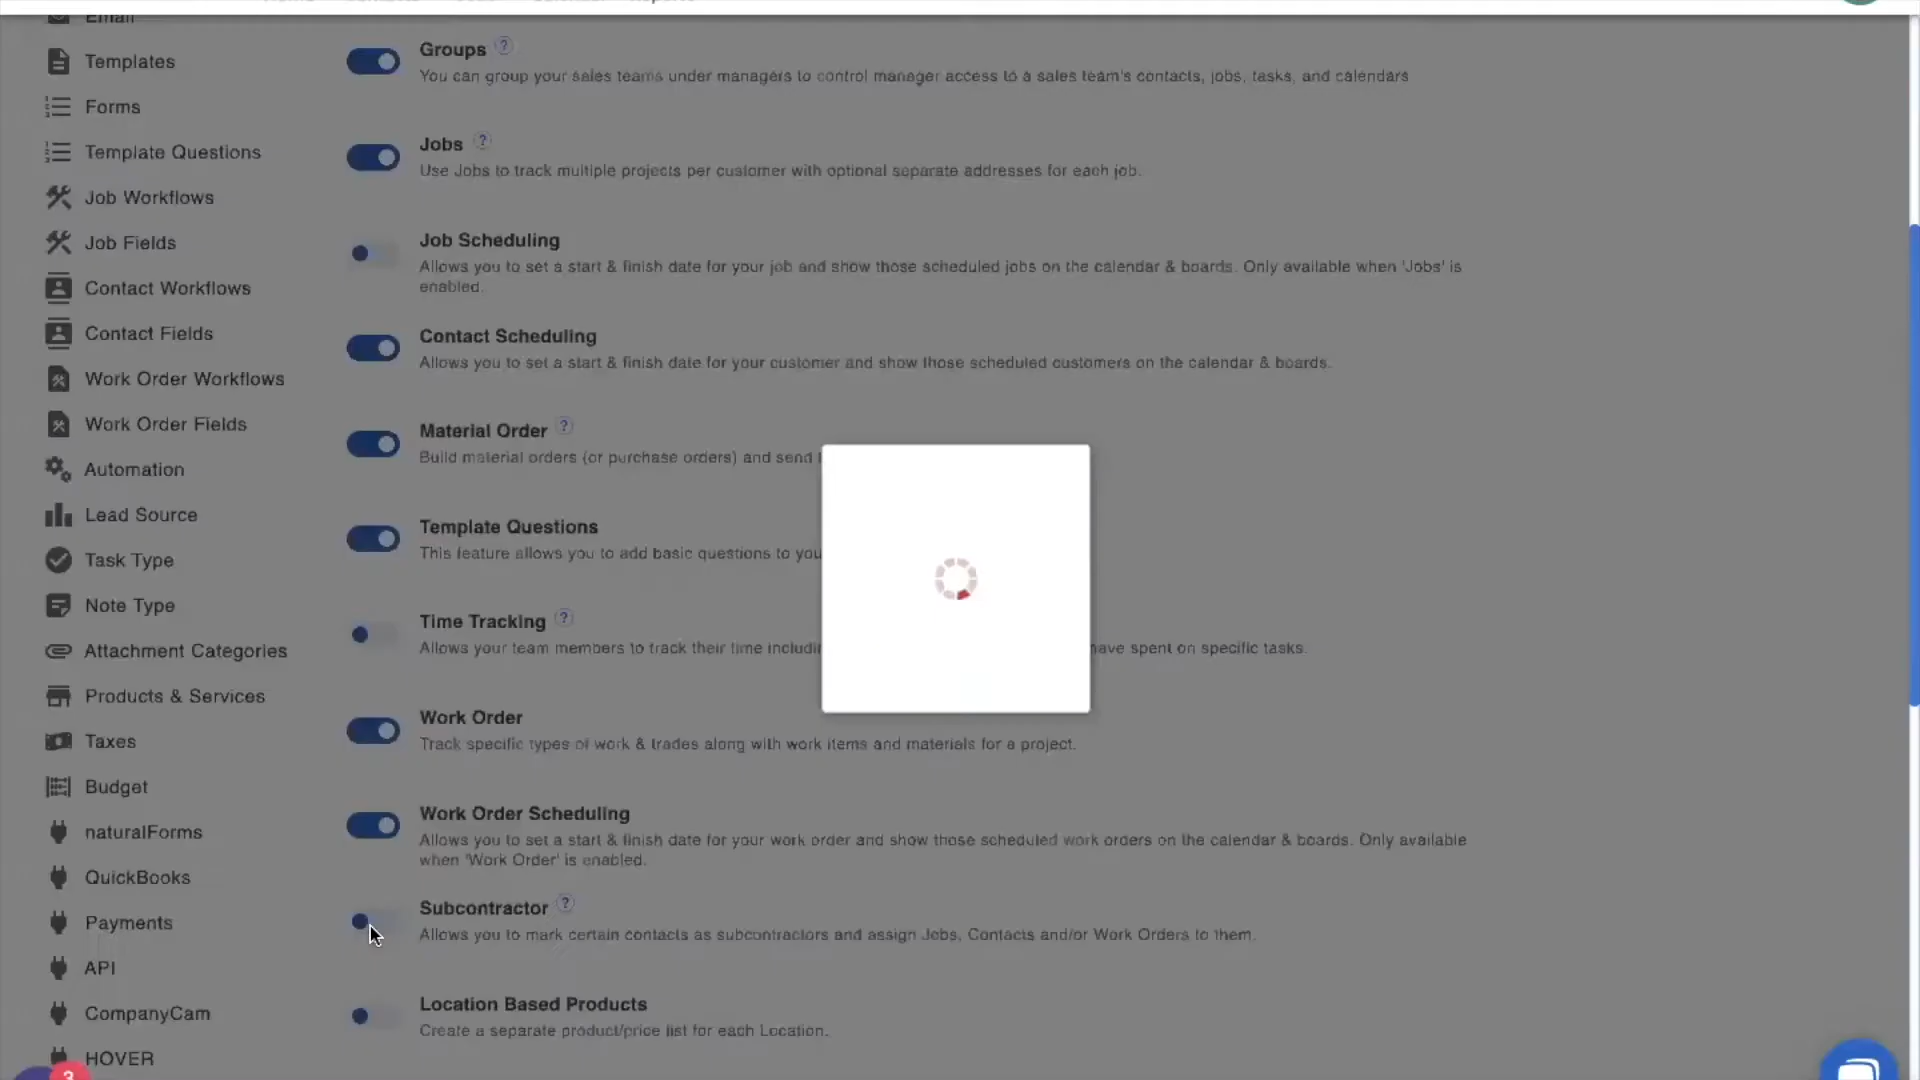 Email
Templates
Forms
Template Questions
Job Workflows
Job Fields
Contact Workflows
Contact Fields
Work Order Workflows
Work Order Fields
Automation
Lead Source
Task Type
Note Type
Attachment Categories
Products & Services
Taxes
Budget
naturalForms
QuickBooks
Payments
API
CompanyCam
HOVER
3
Groups ?
You can group your sales teams under managers to control manager access to a sales team's contacts, jobs, tasks, and calendars
Jobs ?
Use Jobs to track multiple projects per customer with optional separate addresses for each job.
Job Scheduling
Allows you to set a start & finish date for your job and show those scheduled jobs on the calendar & boards. Only available when 'Jobs' is
enabled.
Contact Scheduling
Allows you to set a start & finish date for your customer and show those scheduled customers on the calendar & boards.
Material Order ?
Build material orders (or purchase orders) and send
Template Questions
This feature allows you to add basic questions to you
Time Tracking ?
Allows your team members to track their time includin have spent on specific tasks.
Work Order
Track specific types of work & trades along with work items and materials for a project.
Work Order Scheduling
Allows you to set a start & finish date for your work order and show those scheduled work orders on the calendar & boards. Only available
when 'Work Order' is enabled.
Subcontractor ?
Allows you to mark certain contacts as subcontractors and assign Jobs, Contacts and/or Work Orders to them.
Location Based Products
Create a separate product/price list for each Location.